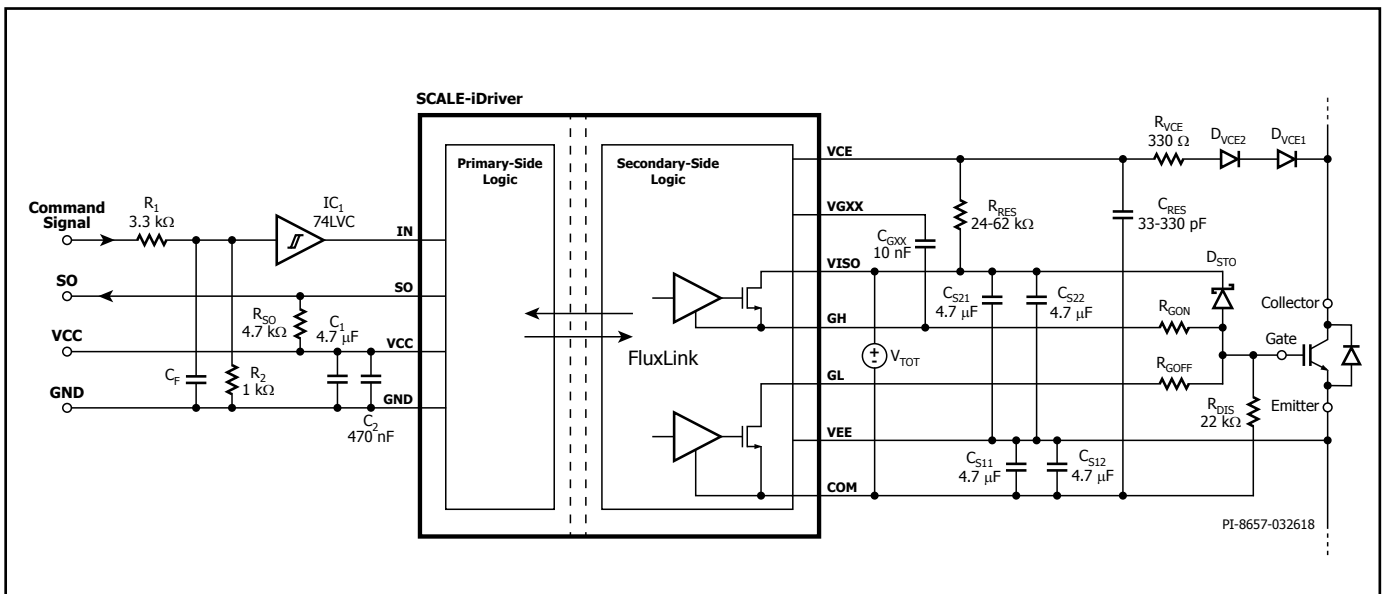 SCALE-iDriver
Primary-Side
Logic
Secondary-Side
Logic
FluxLink
Command
Signal
SO
VCC
GND
R1
3.3 kΩ
IC1
74LVC
IN
SO
VCC
GND
RSO
4.7 kΩ
C1
4.7 μF
CF
R2
1 kΩ
C2
470 nF
VCE
VGXX
VISO
GH
GL
VEE
COM
RVCE
330 Ω
DVCE2
DVCE1
RRES
24-62 kΩ
CRES
33-330 pF
CGXX
10 nF
DSTO
CS21
4.7 μF
CS22
4.7 μF
RGON
VTOT
RGOFF
Collector
Gate
RDIS
22 kΩ
Emitter
CS11
4.7 μF
CS12
4.7 μF
PI-8657-032618